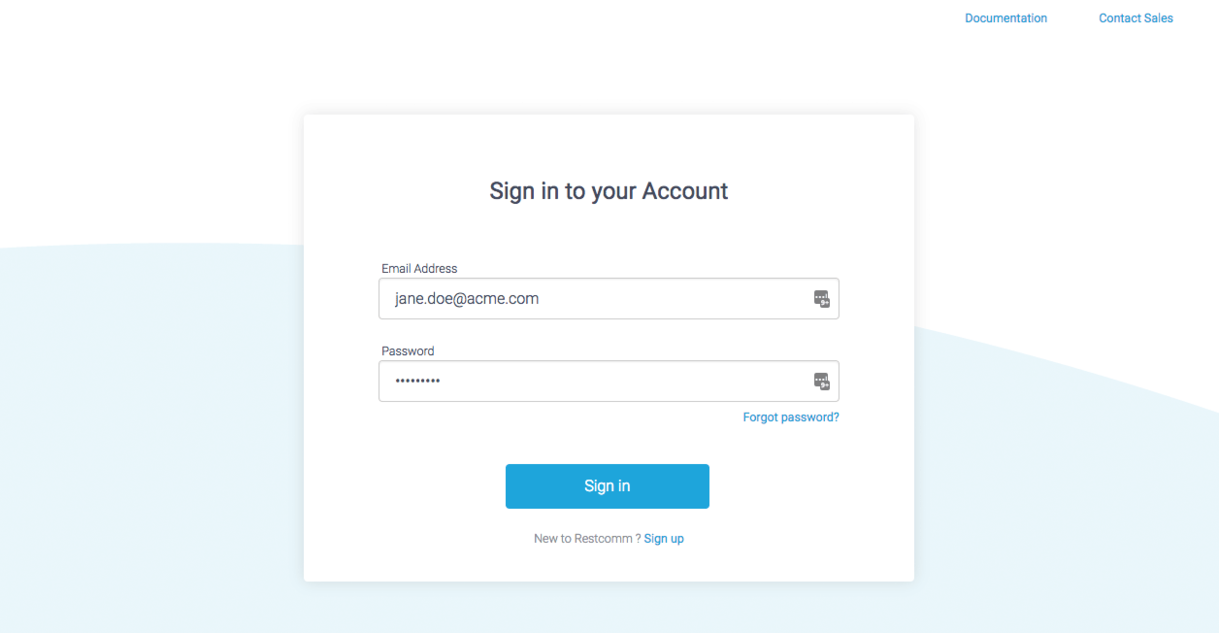 Documentation Contact Sales
Sign in to your Account
Email Address
jane.doe@acme.com
Password
•••••••••
Forgot password?
Sign in
New to Restcomm ? Sign up